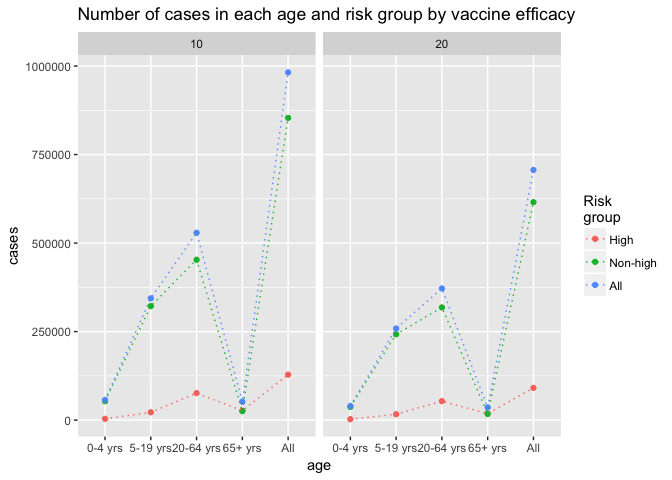 Number of cases in each age and risk group by vaccine efficacy
10
20
1000000
750000
500000
250000
0
cases
0-4 yrs 5-19 yrs 20-64 yrs 65+ yrs All
0-4 yrs 5-19 yrs 20-64 yrs 65+ yrs All
age
Risk
group
High
Non-high
All